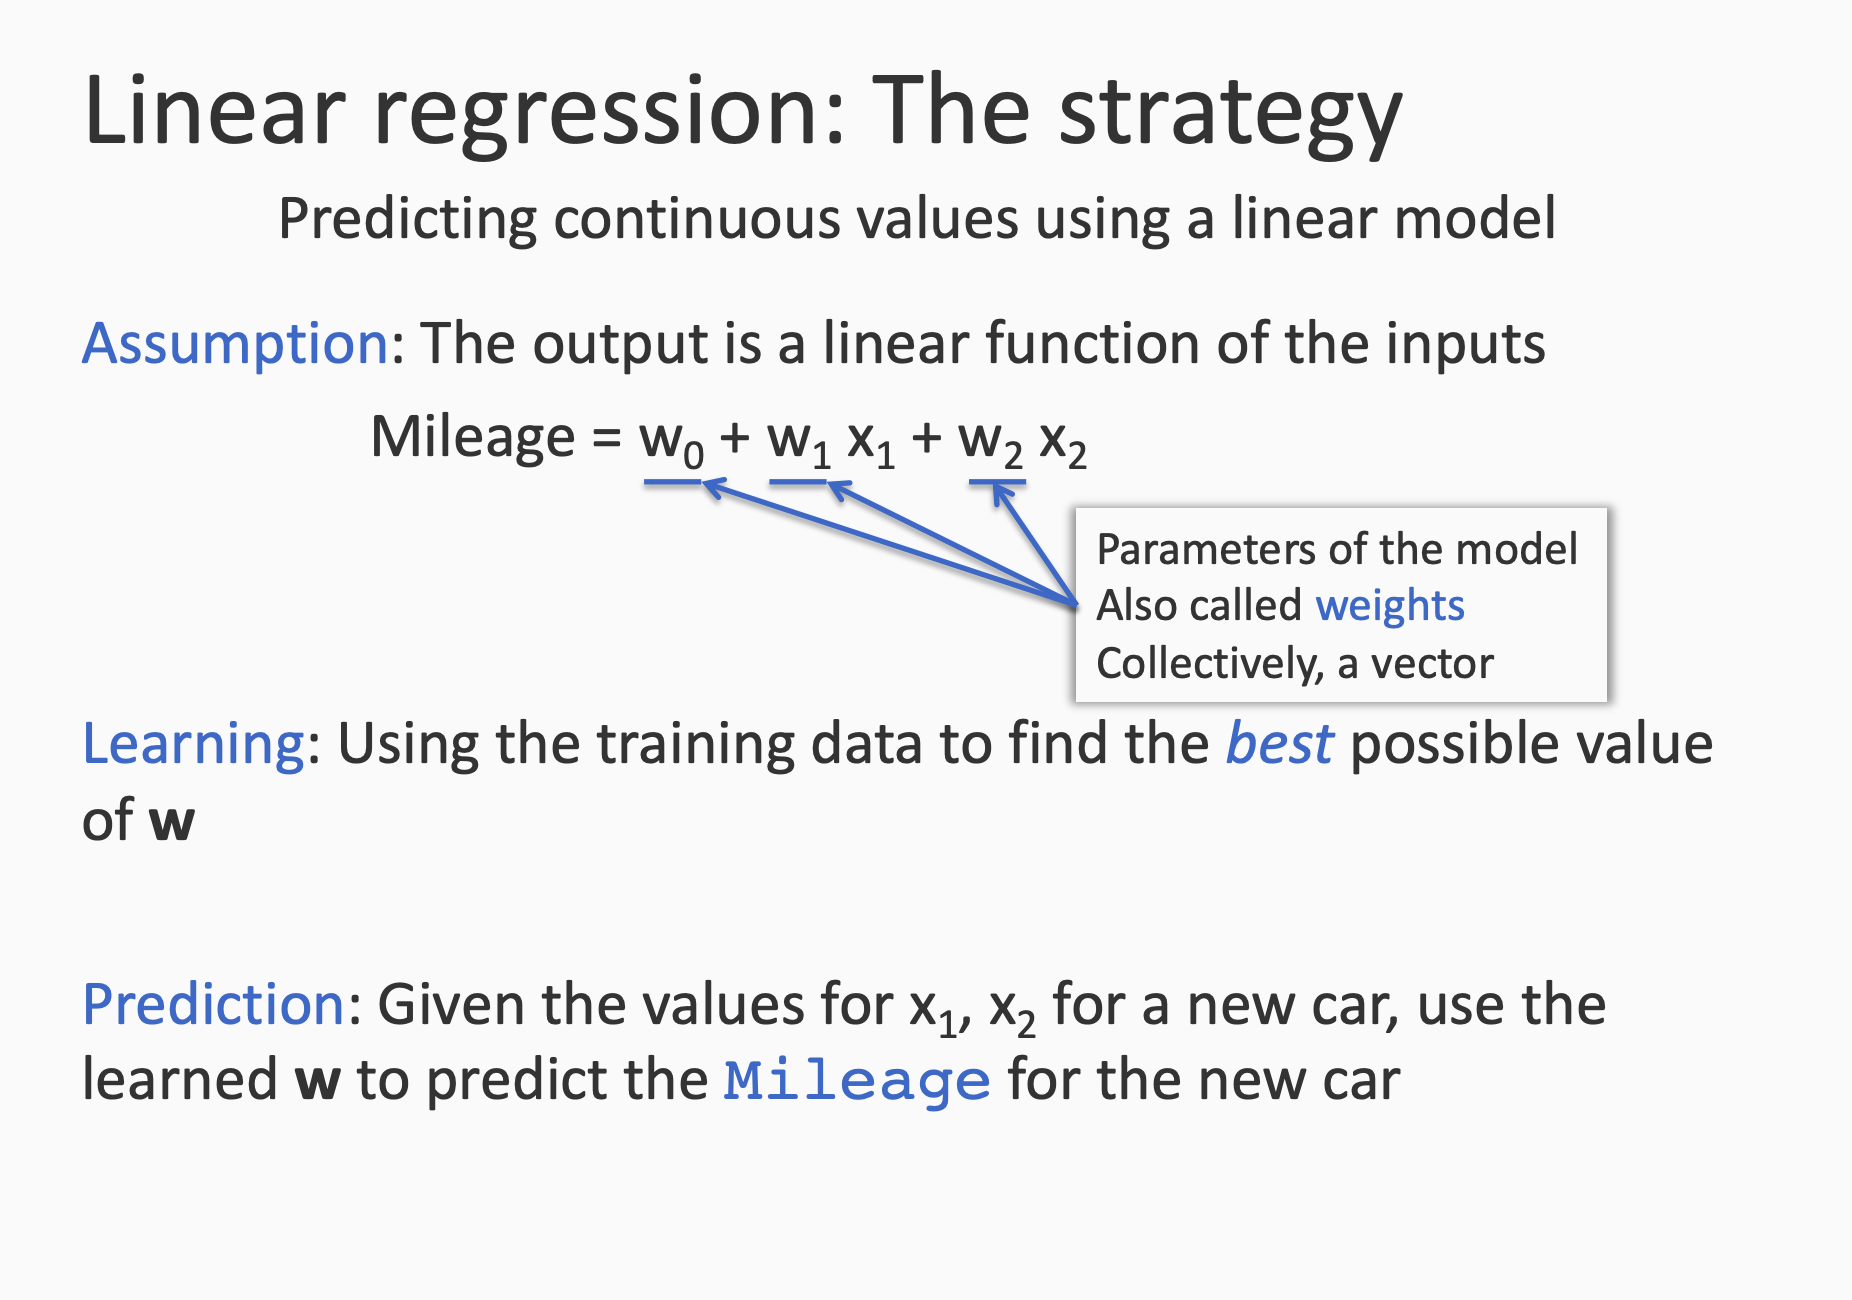 Linear regression: The strategy
Predicting continuous values using a linear model
Assumption: The output is a linear function of the inputs
Mileage = w₀ + w₁ x₁ + w₂ x₂
Parameters of the model
Also called weights
Collectively, a vector
Learning: Using the training data to find the best possible value
of w
Prediction: Given the values for x₁, x₂ for a new car, use the
learned w to predict the Mileage for the new car